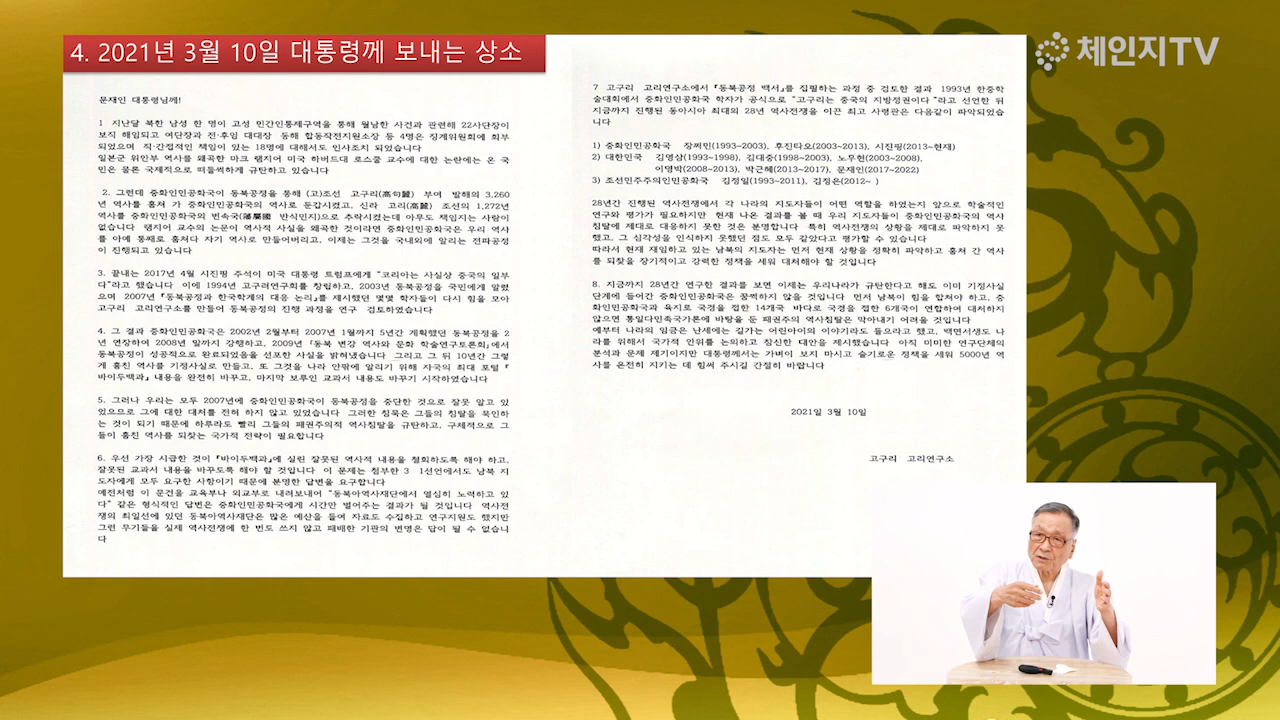 4. 2021년 3월 10일 대통령께 보내는 상소
체인지TV
문재인 대통령님께!
1 지난달 북한 남성 한 명이 고성 민간인통제구역을 통해 월남한 사건과 관련해 22사단장이
보직 해임되고 여단장과 전·후임 대대장 동해 합동작전지원소장 등 4명은 징계위원회에 회부
되었으며 직·간접적인 책임이 있는 18명에 대해서도 인사조치 되었습니다
일본군 위안부 역사를 왜곡한 마크 램지어 미국 하버드대 로스쿨 교수에 대한 논란에는 온 국
민은 물론 국제적으로 떠들썩하게 규탄하고 있습니다
2. 그런데 중화인민공화국이 동북공정을 통해 (고)조선 고구리(高句麗) 부여 발해의 3,260
년 역사를 훔쳐 가 중화인민공화국의 역사로 둔갑시켰고, 신라 고리(高麗) 조선의 1,272년
역사를 중화인민공화국의 번속국(藩屬國 반식민지)으로 추락시켰는데 아무도 책임지는 사람이
없습니다 램지어 교수의 논문이 역사적 사실을 왜곡한 것이라면 중화인민공화국은 우리 역사
를 아예 통째로 훔쳐다 자기 역사로 만들어버리고, 이제는 그것을 국내외에 알리는 전파공정
이 진행되고 있습니다
3. 끝내는 2017년 4월 시진핑 주석이 미국 대통령 트럼프에게 "코리아는 사실상 중국의 일부
다"라고 했습니다 이에 1994년 고구려연구회를 창립하고, 2003년 동북공정을 국민에게 알렸
으며 2007년 『동북공정과 한국학계의 대응 논리』를 제시했던 몇몇 학자들이 다시 힘을 모아
고구리 고리연구소를 만들어 동북공정의 진행 과정을 연구 검토하였습니다
4. 그 결과 중화인민공화국은 2002년 2월부터 2007년 1월까지 5년간 계획했던 동북공정을 2
년 연장하여 2008년 말까지 강행하고, 2009년 「동북 변강 역사와 문화 학술연구토론회」에서
동북공정이 성공적으로 완료되었음을 선포한 사실을 밝혀냈습니다 그리고 그 뒤 10년간 그렇
게 훔친 역사를 기정사실로 만들고, 또 그것을 나라 안팎에 알리기 위해 자국의 최대 포털 『
바이두백과』 내용을 완전히 바꾸고, 마지막 보루인 교과서 내용도 바꾸기 시작하였습니다
5. 그러나 우리는 모두 2007년에 중화인민공화국이 동북공정을 중단한 것으로 잘못 알고 있
었으므로 그에 대한 대처를 전혀 하지 않고 있었습니다 그러한 침묵은 그들의 침탈을 묵인하
는 것이 되기 때문에 하루라도 빨리 그들의 패권주의적 역사침탈을 규탄하고, 구체적으로 그
들이 훔친 역사를 되찾는 국가적 전략이 필요합니다
6. 우선 가장 시급한 것이 『바이두백과』에 실린 잘못된 역사적 내용을 철회하도록 해야 하고,
잘못된 교과서 내용을 바꾸도록 해야 할 것입니다 이 문제는 첨부한 3 1선언에서도 남북 지
도자에게 모두 요구한 사항이기 때문에 분명한 답변을 요구합니다
예전처럼 이 문건을 교육부나 외교부로 내려보내어 "동북아역사재단에서 열심히 노력하고 있
다" 같은 형식적인 답변은 중화인민공화국에게 시간만 벌어주는 결과가 될 것입니다 역사전
쟁의 최일선에 있던 동북아역사재단은 많은 예산을 들여 자료도 수집하고 연구지원도 했지만
그런 무기들을 실제 역사전쟁에 한 번도 쓰지 않고 패배한 기관의 변명은 답이 될 수 없습니
다
7 고구리 고리연구소에서 『동북공정 백서』를 집필하는 과정 중 검토한 결과 1993년 한중학
술대회에서 중화인민공화국 학자가 공식으로 "고구리는 중국의 지방정권이다"라고 선언한 뒤
지금까지 진행된 동아시아 최대의 28년 역사전쟁을 이끈 최고 사령관은 다음같이 파악되었습
니다
1) 중화인민공화국 장쩌민(1993~2003), 후진타오(2003~2013), 시진핑(2013~현재)
2) 대한민국 김영삼(1993~1998), 김대중(1998~2003), 노무현(2003~2008),
이명박(2008~2013), 박근혜(2013~2017), 문재인(2017~2022)
3) 조선민주주의인민공화국 김정일(1993~2011), 김정은(2012~ )
28년간 진행된 역사전쟁에서 각 나라의 지도자들이 어떤 역할을 하였는지 앞으로 학술적인
연구와 평가가 필요하지만 현재 나온 결과를 볼 때 우리 지도자들이 중화인민공화국의 역사
침탈에 제대로 대응하지 못한 것은 분명합니다 특히 역사전쟁의 상황을 제대로 파악하지 못
했고, 그 심각성을 인식하지 못했던 점도 모두 같았다고 평가할 수 있습니다
따라서 현재 재임하고 있는 남북의 지도자는 먼저 현재 상황을 정확히 파악하고 훔쳐 간 역사
를 되찾을 장기적이고 강력한 정책을 세워 대처해야 할 것입니다
8. 지금까지 28년간 연구한 결과를 보면 이제는 우리나라가 규탄한다고 해도 이미 기정사실
단계에 들어간 중화인민공화국은 꿈쩍하지 않을 것입니다 먼저 남북이 힘을 합쳐야 하고, 중
화인민공화국과 육지로 국경을 접한 14개국 바다로 국경을 접한 6개국이 연합하여 대처하지
않으면 통일다민족국가론에 바탕을 둔 패권주의 역사침탈은 막아내기 어려울 것입니다
예부터 나라의 임금은 난세에는 길가는 어린아이의 이야기라도 들으라고 했고, 백면서생도 나
라를 위해서 국가적 안위를 논의하고 참신한 대안을 제시했습니다 아직 미미한 연구단체의
분석과 문제 제기이지만 대통령께서는 가벼이 보지 마시고 슬기로운 정책을 세워 5000년 역
사를 온전히 지키는 데 힘써 주시길 간절히 바랍니다
2021일 3월 10일
고구리 고리연구소